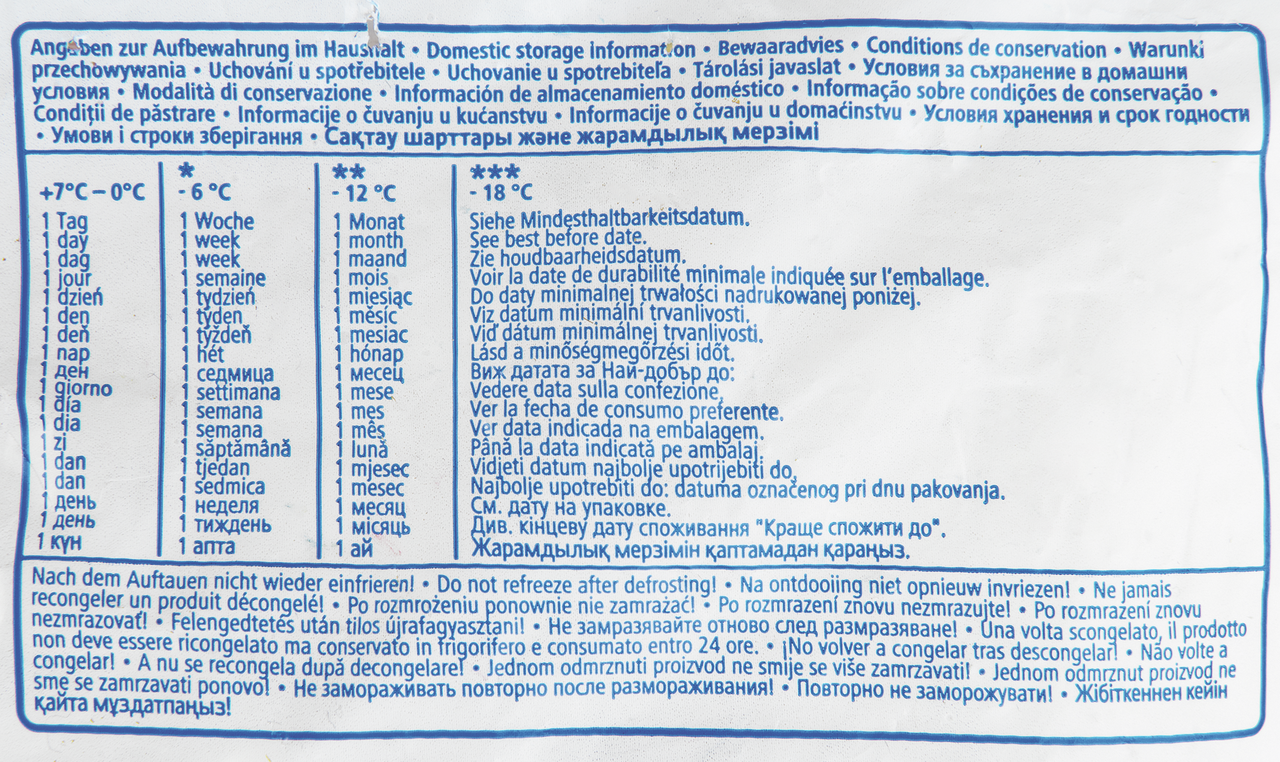 Angaben zur Aufbewahrung im Haushalt • Domestic storage information • Bewaaradvies • Conditions de conservation • Warunki
przechowywania • Uchování u spotřebitele • Uchovanie u spotrebiteľa • Tárolási javaslat • Условия за съхранение в домашни
условия • Modalità di conservazione • Información de almacenamiento doméstico • Informação sobre condições de conservação •
Condiții de păstrare • Informacije o čuvanju u kućanstvu • Informacije o čuvanju u domaćinstvu • Условия хранения и срок годности
• Умови і строки зберігання • Сақтау шарттары және жарамдылық мерзімі
* ** ***
+7°C – 0°C - 6 °C - 12 °C - 18 °C
1 Tag 1 Woche 1 Monat Siehe Mindesthaltbarkeitsdatum.
1 day 1 week 1 month See best before date.
1 dag 1 week 1 maand Zie houdbaarheidsdatum.
1 jour 1 semaine 1 mois Voir la date de durabilité minimale indiquée sur l'emballage.
1 dzień 1 tydzień 1 miesiąc Do daty minimalnej trwałości nadrukowanej poniżej.
1 den 1 týden 1 měsíc Viz datum minimální trvanlivosti.
1 deň 1 týždeň 1 mesiac Viď dátum minimálnej trvanlivosti.
1 nap 1 hét 1 hónap Lásd a minőségmegőrzési időt.
1 ден 1 седмица 1 месец Виж датата за Най-добър до:
1 giorno 1 settimana 1 mese Vedere data sulla confezione,
1 día 1 semana 1 mes Ver la fecha de consumo preferente.
1 dia 1 semana 1 mês Ver data indicada na embalagem.
1 zi 1 săptămână 1 lună Până la data indicată pe ambalaj.
1 dan 1 tjedan 1 mjesec Vidjeti datum najbolje upotrijebiti do,
1 dan 1 sedmica 1 mesec Najbolje upotrebiti do: datuma označenog pri dnu pakovanja.
1 день 1 неделя 1 месяц См. дату на упаковке.
1 день 1 тиждень 1 місяць Див. кінцеву дату споживання "Краще спожити до".
1 күн 1 апта 1 ай Жарамдылық мерзімін қаптамадан қараңыз.
Nach dem Auftauen nicht wieder einfrieren! • Do not refreeze after defrosting! • Na ontdooiing niet opnieuw invriezen! • Ne jamais
recongeler un produit décongelé! • Po rozmrożeniu ponownie nie zamrażać! • Po rozmrazení znovu nezmrazujte! • Po rozmrazení znovu
nezmrazovať! • Felengedtetés után tilos újrafagyasztani! • Не замразявайте отново след размразяване! • Una volta scongelato, il prodotto
non deve essere ricongelato ma conservato in frigorifero e consumato entro 24 ore. • ¡No volver a congelar tras descongelar! • Não volte a
congelar! • A nu se recongela după decongelare! • Jednom odmrznuti proizvod ne smije se više zamrzavati! • Jednom odmrznut proizvod ne
sme se zamrzavati ponovo! • Не замораживать повторно после размораживания! • Повторно не заморожувати! • Жібіткеннен кейін
қайта мұздатпаңыз!